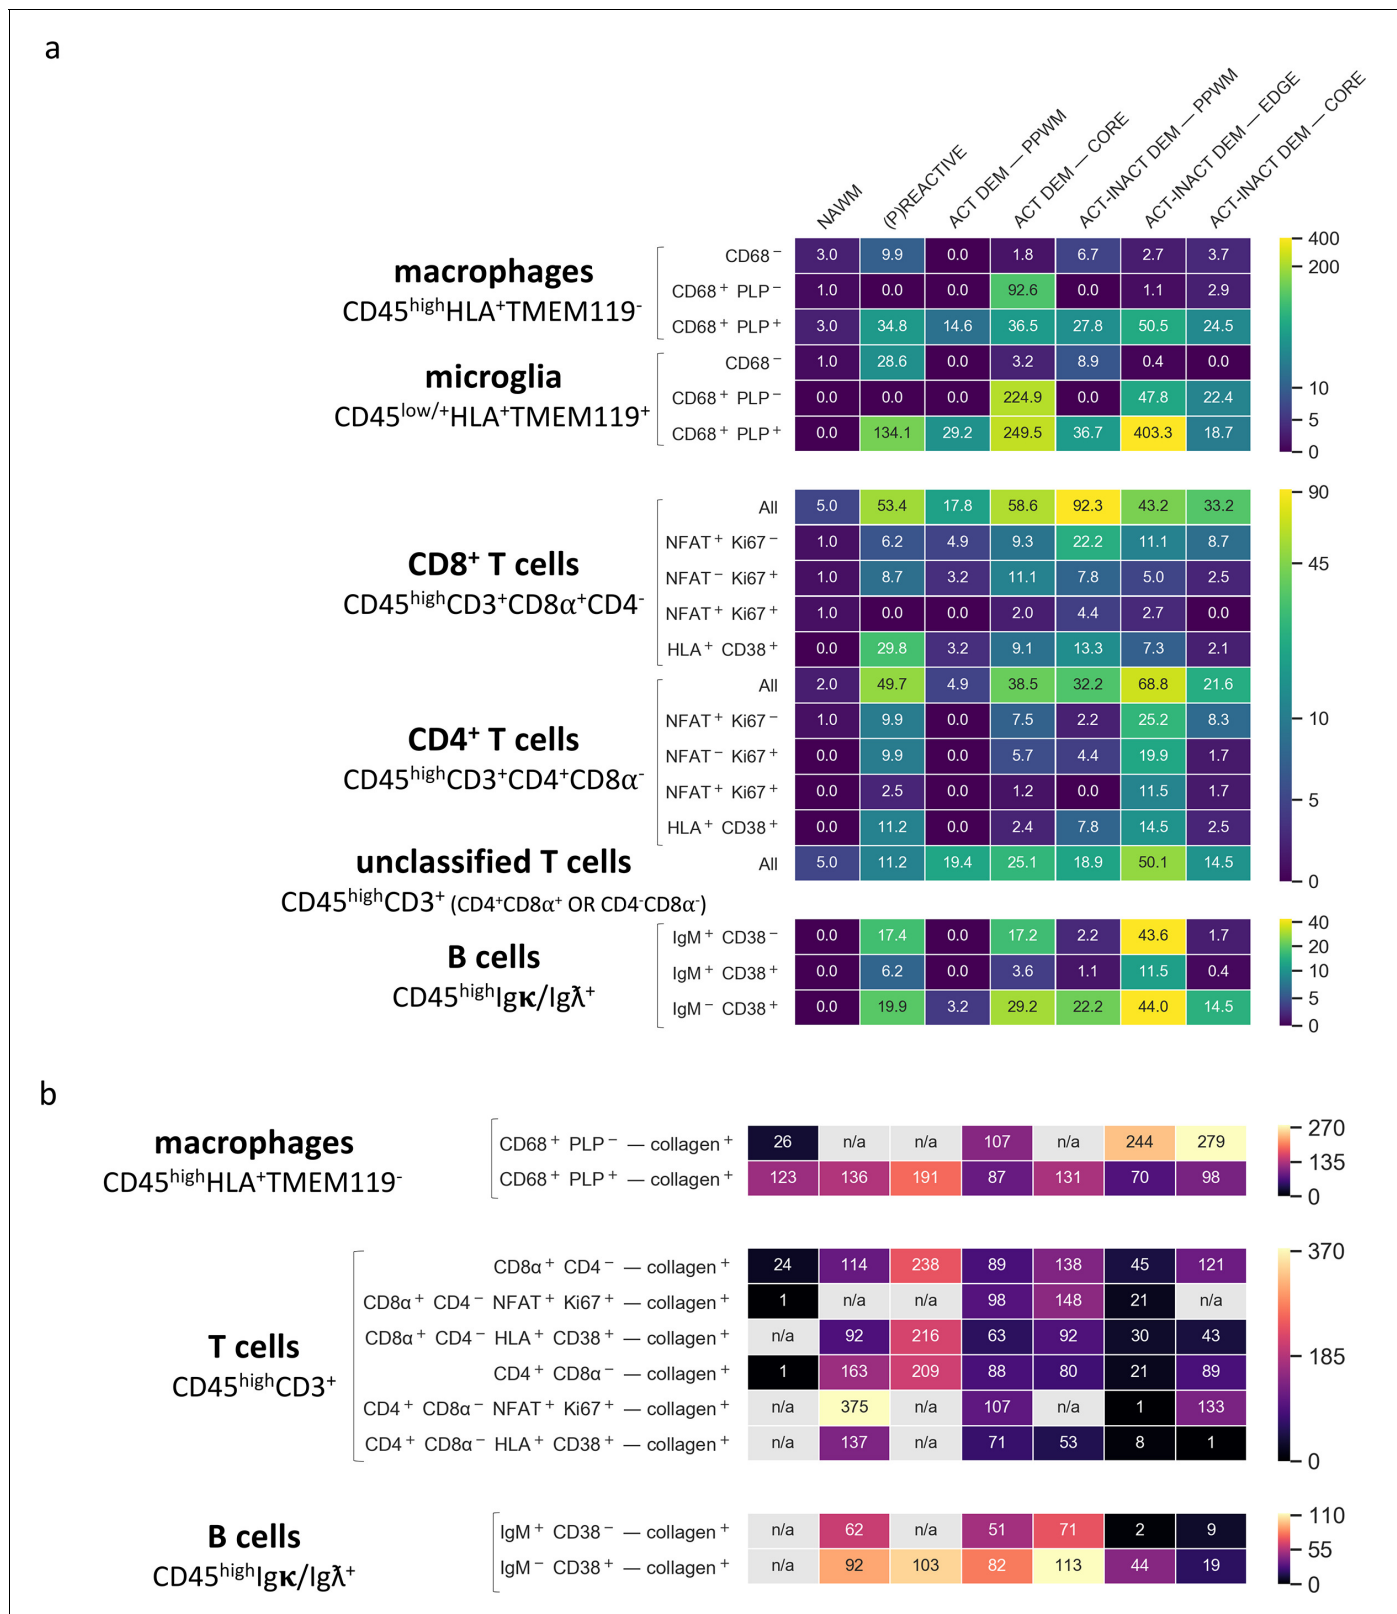 a
NAWM
(P)REACTIVE
ACT DEM — PPWM
ACT DEM — CORE
ACT-INACT DEM — PPWM
ACT-INACT DEM — EDGE
ACT-INACT DEM — CORE
macrophages
CD45highHLA+TMEM119-
CD68− 3.0 9.9 0.0 1.8 6.7 2.7 3.7
CD68+ PLP− 1.0 0.0 0.0 92.6 0.0 1.1 2.9
CD68+ PLP+ 3.0 34.8 14.6 36.5 27.8 50.5 24.5
microglia
CD45low/+HLA+TMEM119+
CD68− 1.0 28.6 0.0 3.2 8.9 0.4 0.0
CD68+ PLP− 0.0 0.0 0.0 224.9 0.0 47.8 22.4
CD68+ PLP+ 0.0 134.1 29.2 249.5 36.7 403.3 18.7
400
200
10
5
0
CD8+ T cells
CD45highCD3+CD8α+CD4-
All 5.0 53.4 17.8 58.6 92.3 43.2 33.2
NFAT+ Ki67− 1.0 6.2 4.9 9.3 22.2 11.1 8.7
NFAT− Ki67+ 1.0 8.7 3.2 11.1 7.8 5.0 2.5
NFAT+ Ki67+ 1.0 0.0 0.0 2.0 4.4 2.7 0.0
HLA+ CD38+ 0.0 29.8 3.2 9.1 13.3 7.3 2.1
CD4+ T cells
CD45highCD3+CD4+CD8α-
All 2.0 49.7 4.9 38.5 32.2 68.8 21.6
NFAT+ Ki67− 1.0 9.9 0.0 7.5 2.2 25.2 8.3
NFAT− Ki67+ 0.0 9.9 0.0 5.7 4.4 19.9 1.7
NFAT+ Ki67+ 0.0 2.5 0.0 1.2 0.0 11.5 1.7
HLA+ CD38+ 0.0 11.2 0.0 2.4 7.8 14.5 2.5
unclassified T cells
CD45highCD3+ (CD4+CD8α+ OR CD4-CD8α-)
All 5.0 11.2 19.4 25.1 18.9 50.1 14.5
90
45
10
5
0
B cells
CD45highIgκ/Igƛ+
IgM+ CD38− 0.0 17.4 0.0 17.2 2.2 43.6 1.7
IgM+ CD38+ 0.0 6.2 0.0 3.6 1.1 11.5 0.4
IgM− CD38+ 0.0 19.9 3.2 29.2 22.2 44.0 14.5
40
20
10
5
0
b
macrophages
CD45highHLA+TMEM119-
CD68+ PLP− — collagen+ 26 n/a n/a 107 n/a 244 279
CD68+ PLP+ — collagen+ 123 136 191 87 131 70 98
270
135
0
T cells
CD45highCD3+
CD8α+ CD4− — collagen+ 24 114 238 89 138 45 121
CD8α+ CD4− NFAT+ Ki67+ — collagen+ 1 n/a n/a 98 148 21 n/a
CD8α+ CD4− HLA+ CD38+ — collagen+ n/a 92 216 63 92 30 43
CD4+ CD8α− — collagen+ 1 163 209 88 80 21 89
CD4+ CD8α− NFAT+ Ki67+ — collagen+ n/a 375 n/a 107 n/a 1 133
CD4+ CD8α− HLA+ CD38+ — collagen+ n/a 137 n/a 71 53 8 1
370
185
0
B cells
CD45highIgκ/Igƛ+
IgM+ CD38− — collagen+ n/a 62 n/a 51 71 2 9
IgM− CD38+ — collagen+ n/a 92 103 82 113 44 19
110
55
0